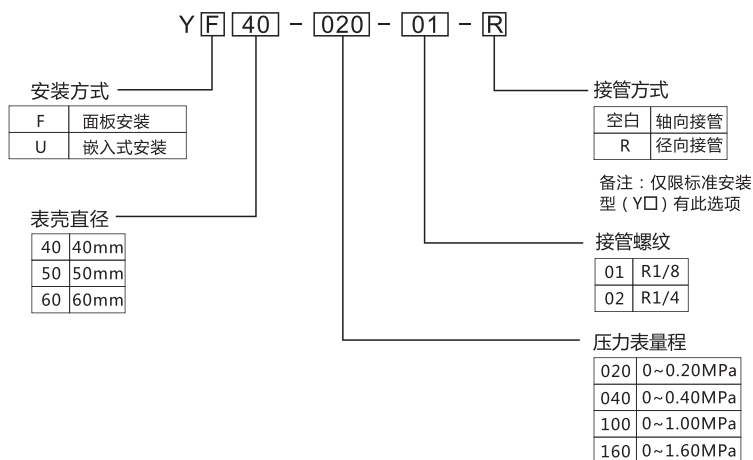 YF40-020-01-R
安装方式
F 面板安装
U 嵌入式安装
表壳直径
40 40mm
50 50mm
60 60mm
接管方式
空白 轴向接管
R 径向接管
备注：仅限标准安装
型（Y口）有此选项
接管螺纹
01 R1/8
02 R1/4
压力表量程
020 0~0.20MPa
040 0~0.40MPa
100 0~1.00MPa
160 0~1.60MPa